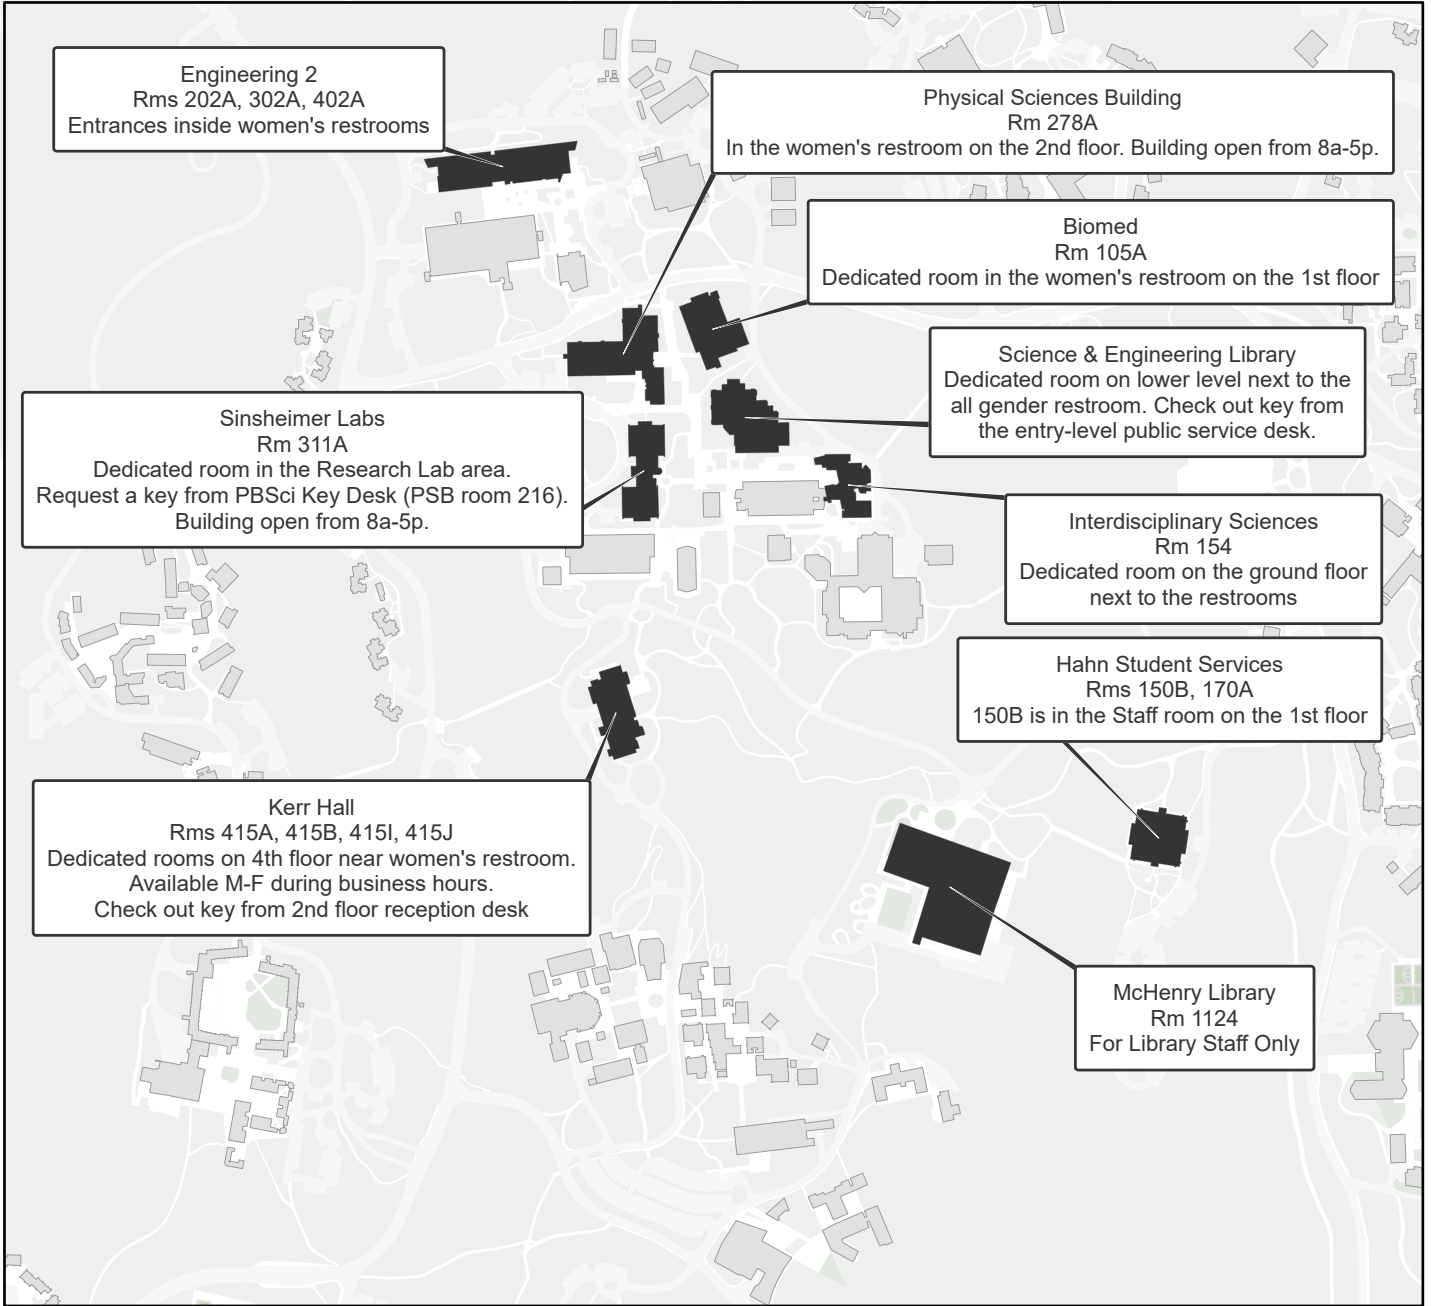 Engineering 2
Rms 202A, 302A, 402A
Entrances inside women's restrooms
Physical Sciences Building
Rm 278A
In the women's restroom on the 2nd floor. Building open from 8a-5p.
Biomed
Rm 105A
Dedicated room in the women's restroom on the 1st floor
Science & Engineering Library
Dedicated room on lower level next to the
all gender restroom. Check out key from
the entry-level public service desk.
Sinsheimer Labs
Rm 311A
Dedicated room in the Research Lab area.
Request a key from PBSci Key Desk (PSB room 216).
Building open from 8a-5p.
Interdisciplinary Sciences
Rm 154
Dedicated room on the ground floor
next to the restrooms
Hahn Student Services
Rms 150B, 170A
150B is in the Staff room on the 1st floor
Kerr Hall
Rms 415A, 415B, 415I, 415J
Dedicated rooms on 4th floor near women's restroom.
Available M-F during business hours.
Check out key from 2nd floor reception desk
McHenry Library
Rm 1124
For Library Staff Only